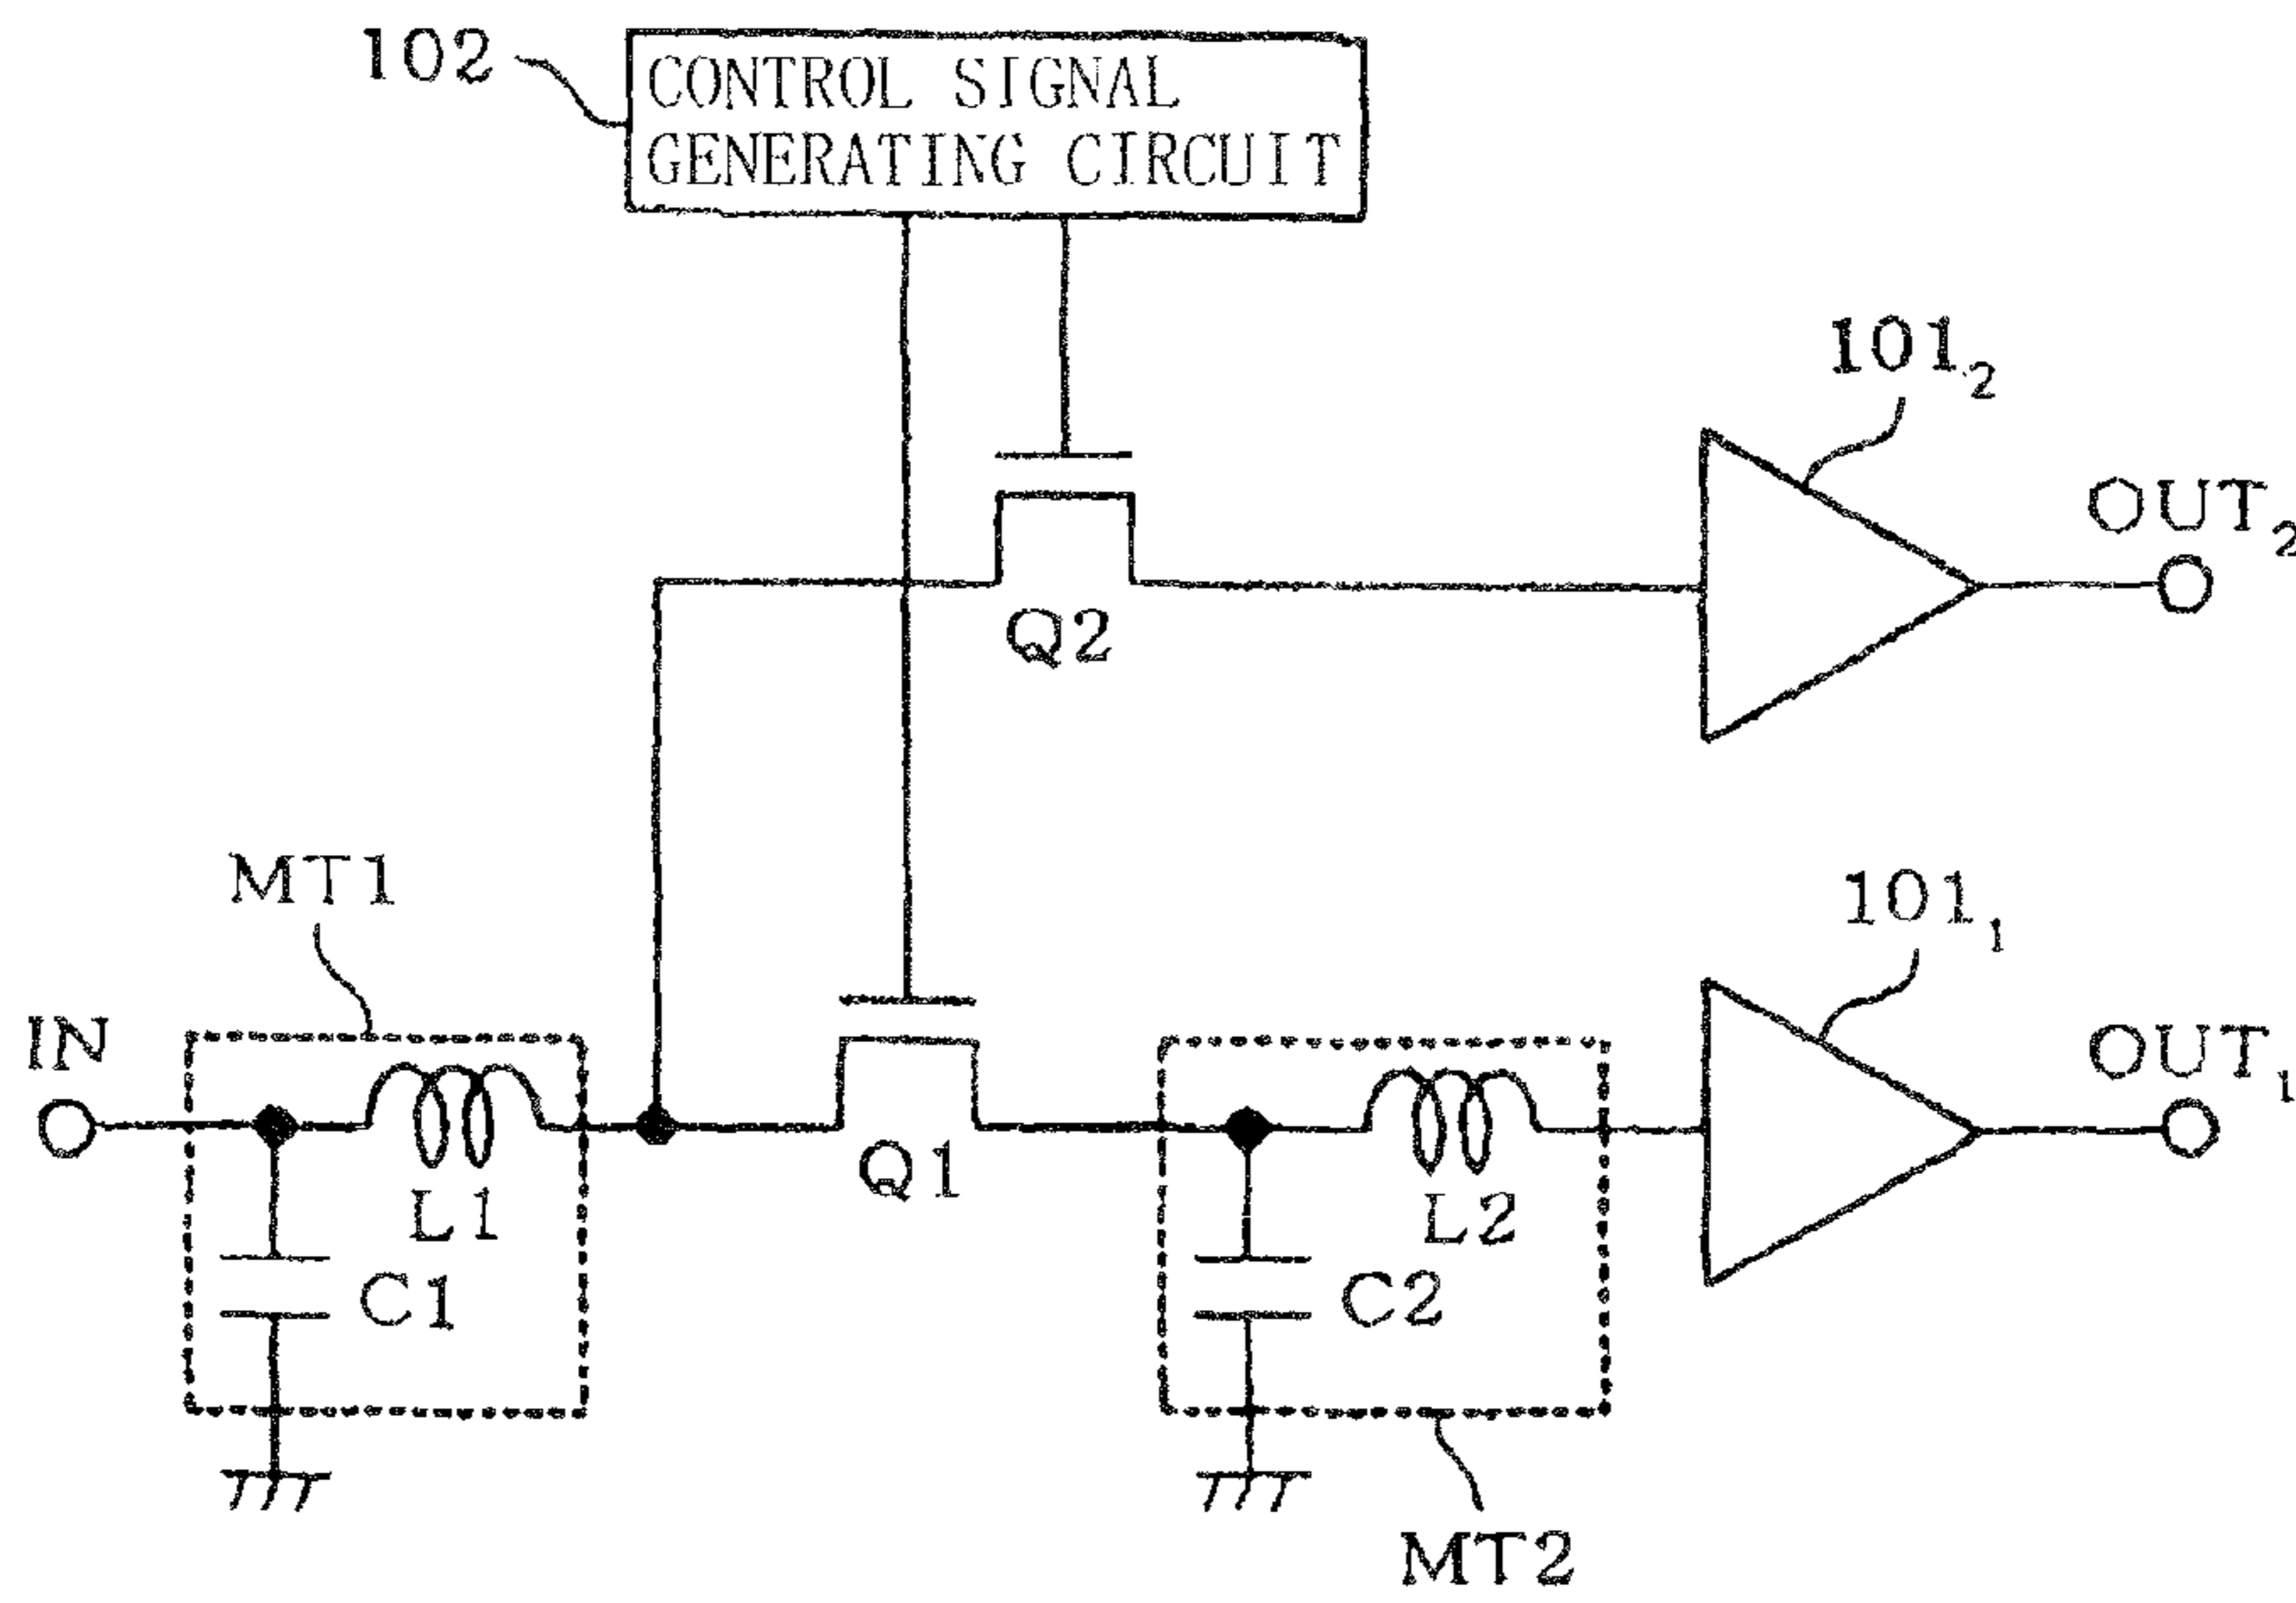 102
CONTROL SIGNAL
GENERATING CIRCUIT
101₂
OUT₂
Q2
MT1
101₁
IN
OUT₁
Q1
L1
L2
C1
C2
MT2